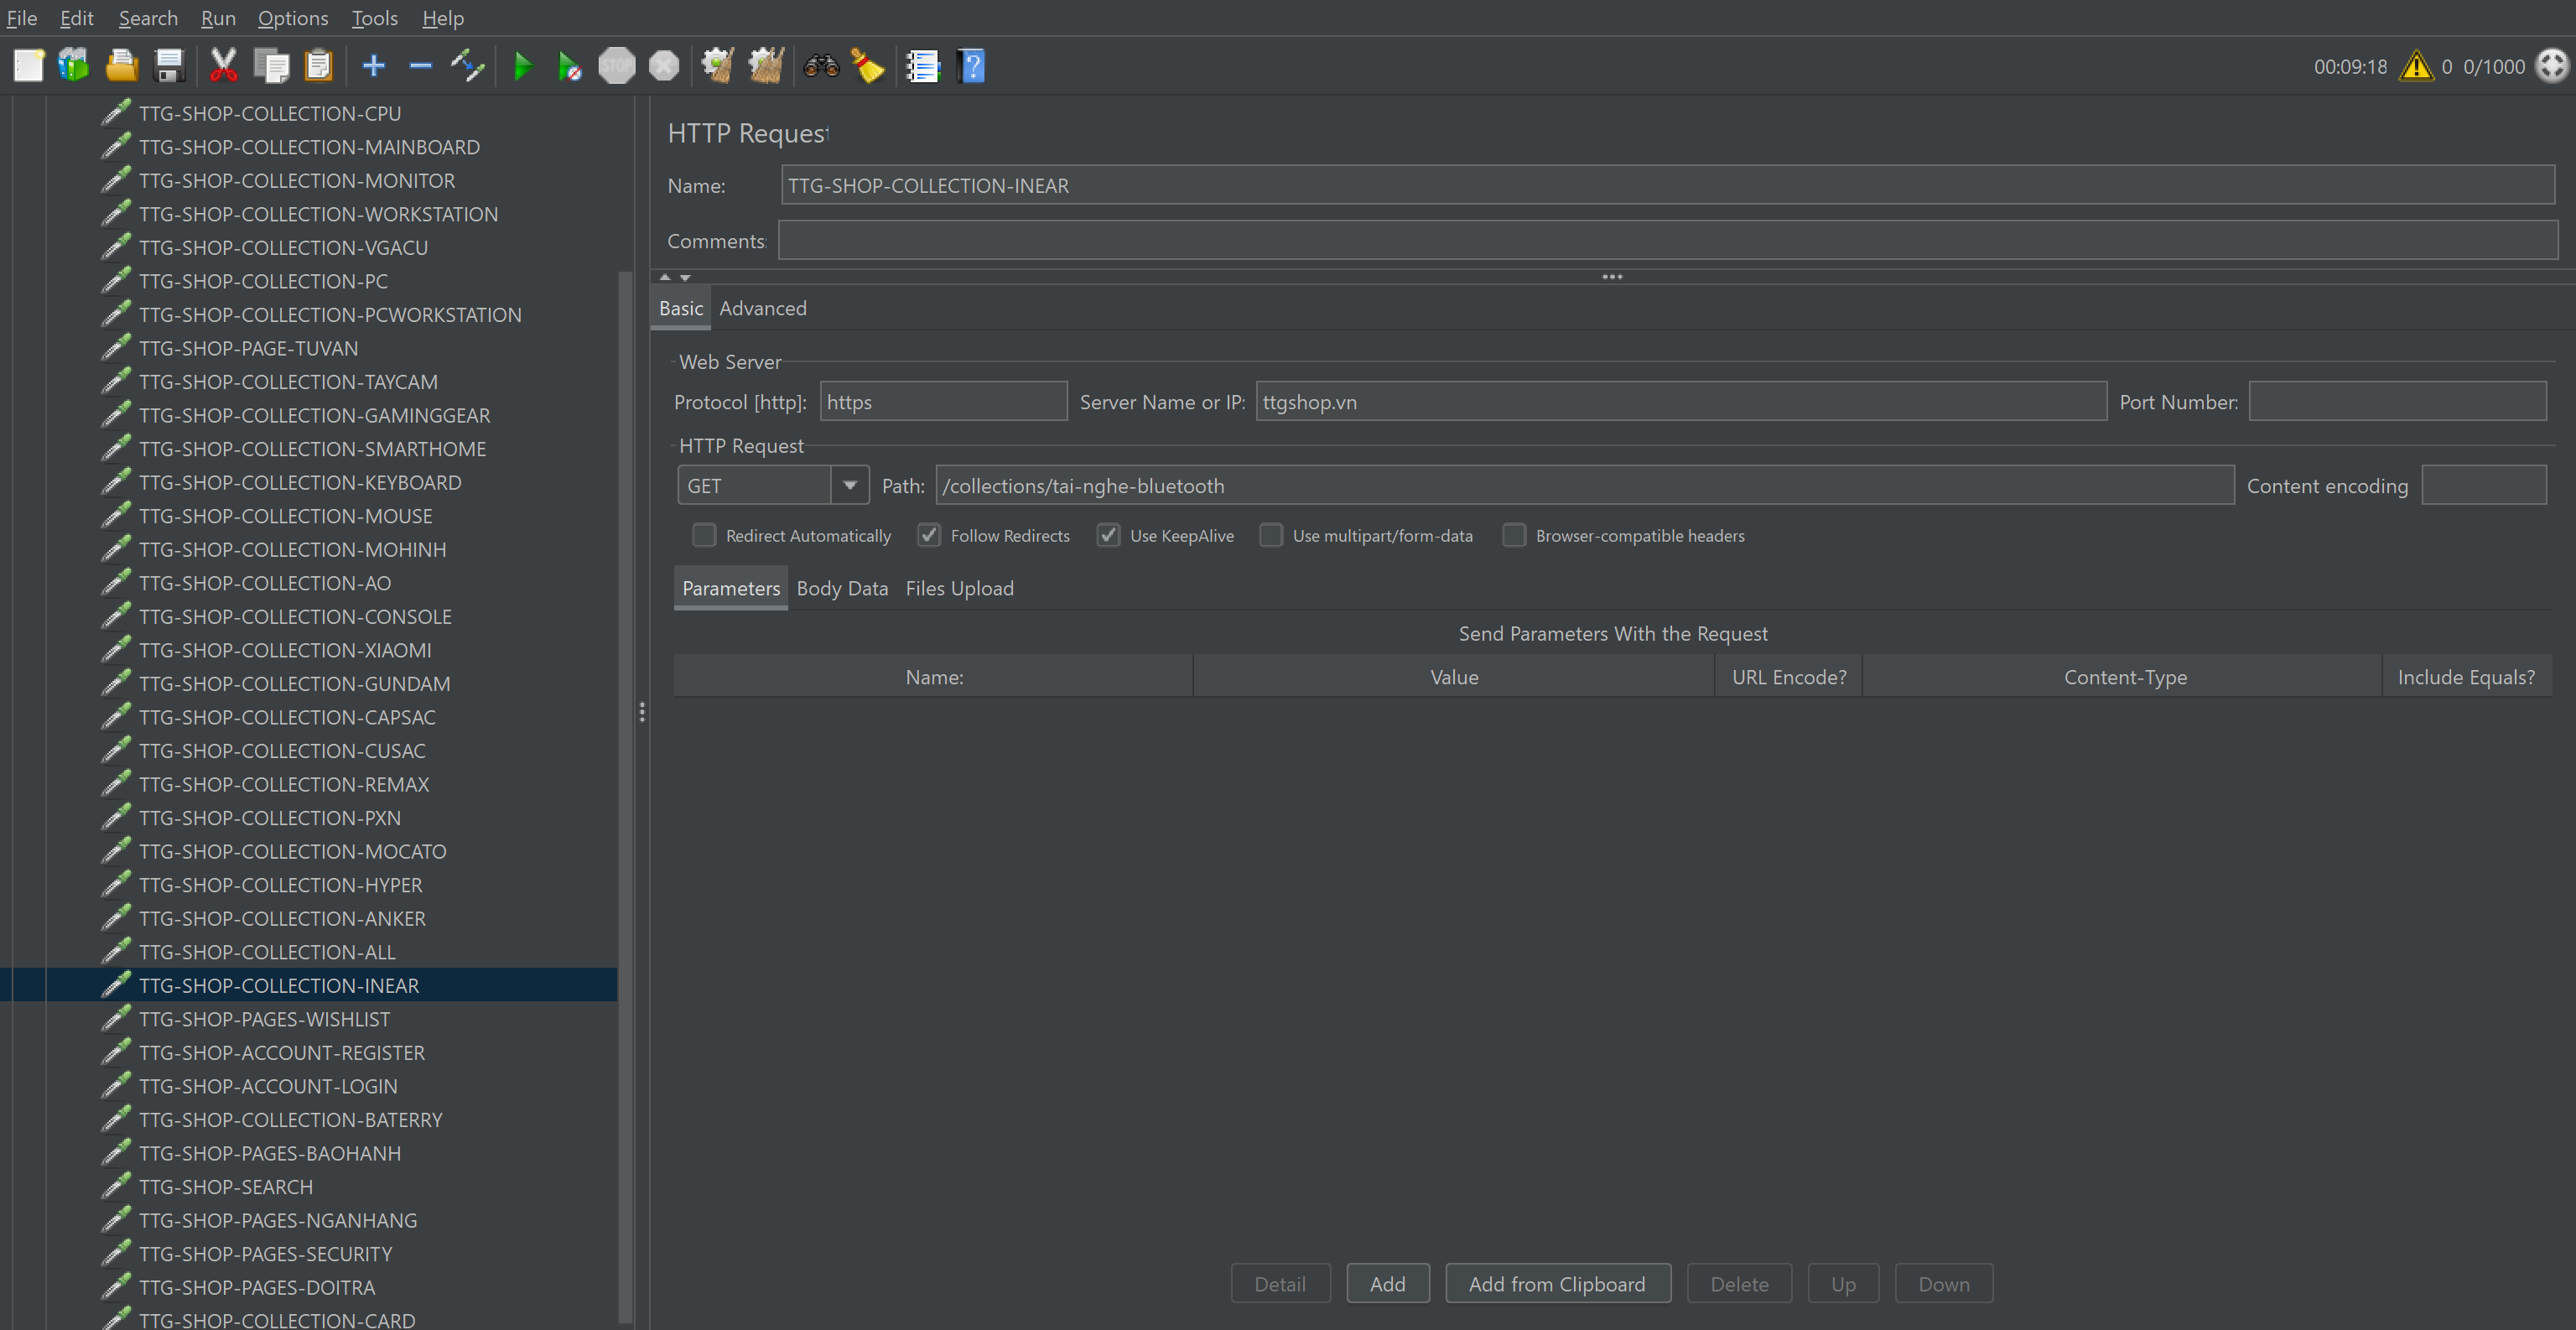 File Edit Search Run Options Tools Help
STOP
00:09:18 0 0/1000
TTG-SHOP-COLLECTION-CPU
TTG-SHOP-COLLECTION-MAINBOARD
TTG-SHOP-COLLECTION-MONITOR
TTG-SHOP-COLLECTION-WORKSTATION
TTG-SHOP-COLLECTION-VGACU
TTG-SHOP-COLLECTION-PC
TTG-SHOP-COLLECTION-PCWORKSTATION
TTG-SHOP-PAGE-TUVAN
TTG-SHOP-COLLECTION-TAYCAM
TTG-SHOP-COLLECTION-GAMINGGEAR
TTG-SHOP-COLLECTION-SMARTHOME
TTG-SHOP-COLLECTION-KEYBOARD
TTG-SHOP-COLLECTION-MOUSE
TTG-SHOP-COLLECTION-MOHINH
TTG-SHOP-COLLECTION-AO
TTG-SHOP-COLLECTION-CONSOLE
TTG-SHOP-COLLECTION-XIAOMI
TTG-SHOP-COLLECTION-GUNDAM
TTG-SHOP-COLLECTION-CAPSAC
TTG-SHOP-COLLECTION-CUSAC
TTG-SHOP-COLLECTION-REMAX
TTG-SHOP-COLLECTION-PXN
TTG-SHOP-COLLECTION-MOCATO
TTG-SHOP-COLLECTION-HYPER
TTG-SHOP-COLLECTION-ANKER
TTG-SHOP-COLLECTION-ALL
TTG-SHOP-COLLECTION-INEAR
TTG-SHOP-PAGES-WISHLIST
TTG-SHOP-ACCOUNT-REGISTER
TTG-SHOP-ACCOUNT-LOGIN
TTG-SHOP-COLLECTION-BATERRY
TTG-SHOP-PAGES-BAOHANH
TTG-SHOP-SEARCH
TTG-SHOP-PAGES-NGANHANG
TTG-SHOP-PAGES-SECURITY
TTG-SHOP-PAGES-DOITRA
TTG-SHOP-COLLECTION-CARD
HTTP Request
Name: TTG-SHOP-COLLECTION-INEAR
Comments:
Basic Advanced
Web Server
Protocol [http]: https Server Name or IP: ttgshop.vn Port Number:
HTTP Request
GET Path: /collections/tai-nghe-bluetooth Content encoding
Redirect Automatically Follow Redirects Use KeepAlive Use multipart/form-data Browser-compatible headers
Parameters Body Data Files Upload
Send Parameters With the Request
Name: Value URL Encode? Content-Type Include Equals?
Detail Add Add from Clipboard Delete Up Down